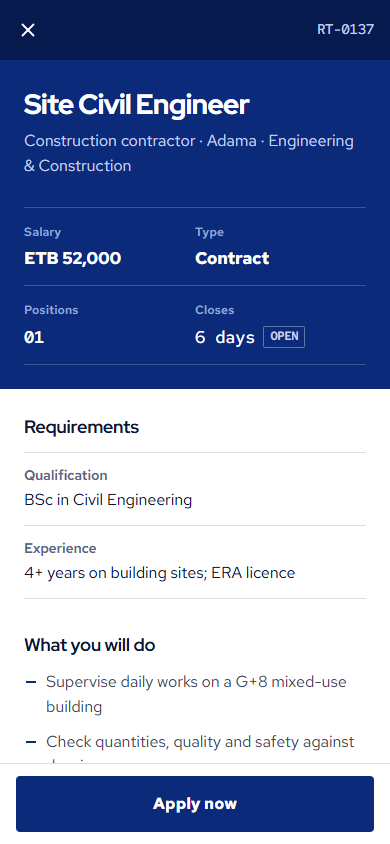 RT-0137
Site Civil Engineer
Construction contractor · Adama · Engineering
& Construction
Salary
Type
ETB 52,000
Contract
Positions
Closes
01
6 days OPEN
Requirements
Qualification
BSc in Civil Engineering
Experience
4+ years on building sites; ERA licence
What you will do
Supervise daily works on a G+8 mixed-use
building
Check quantities, quality and safety against
Apply now